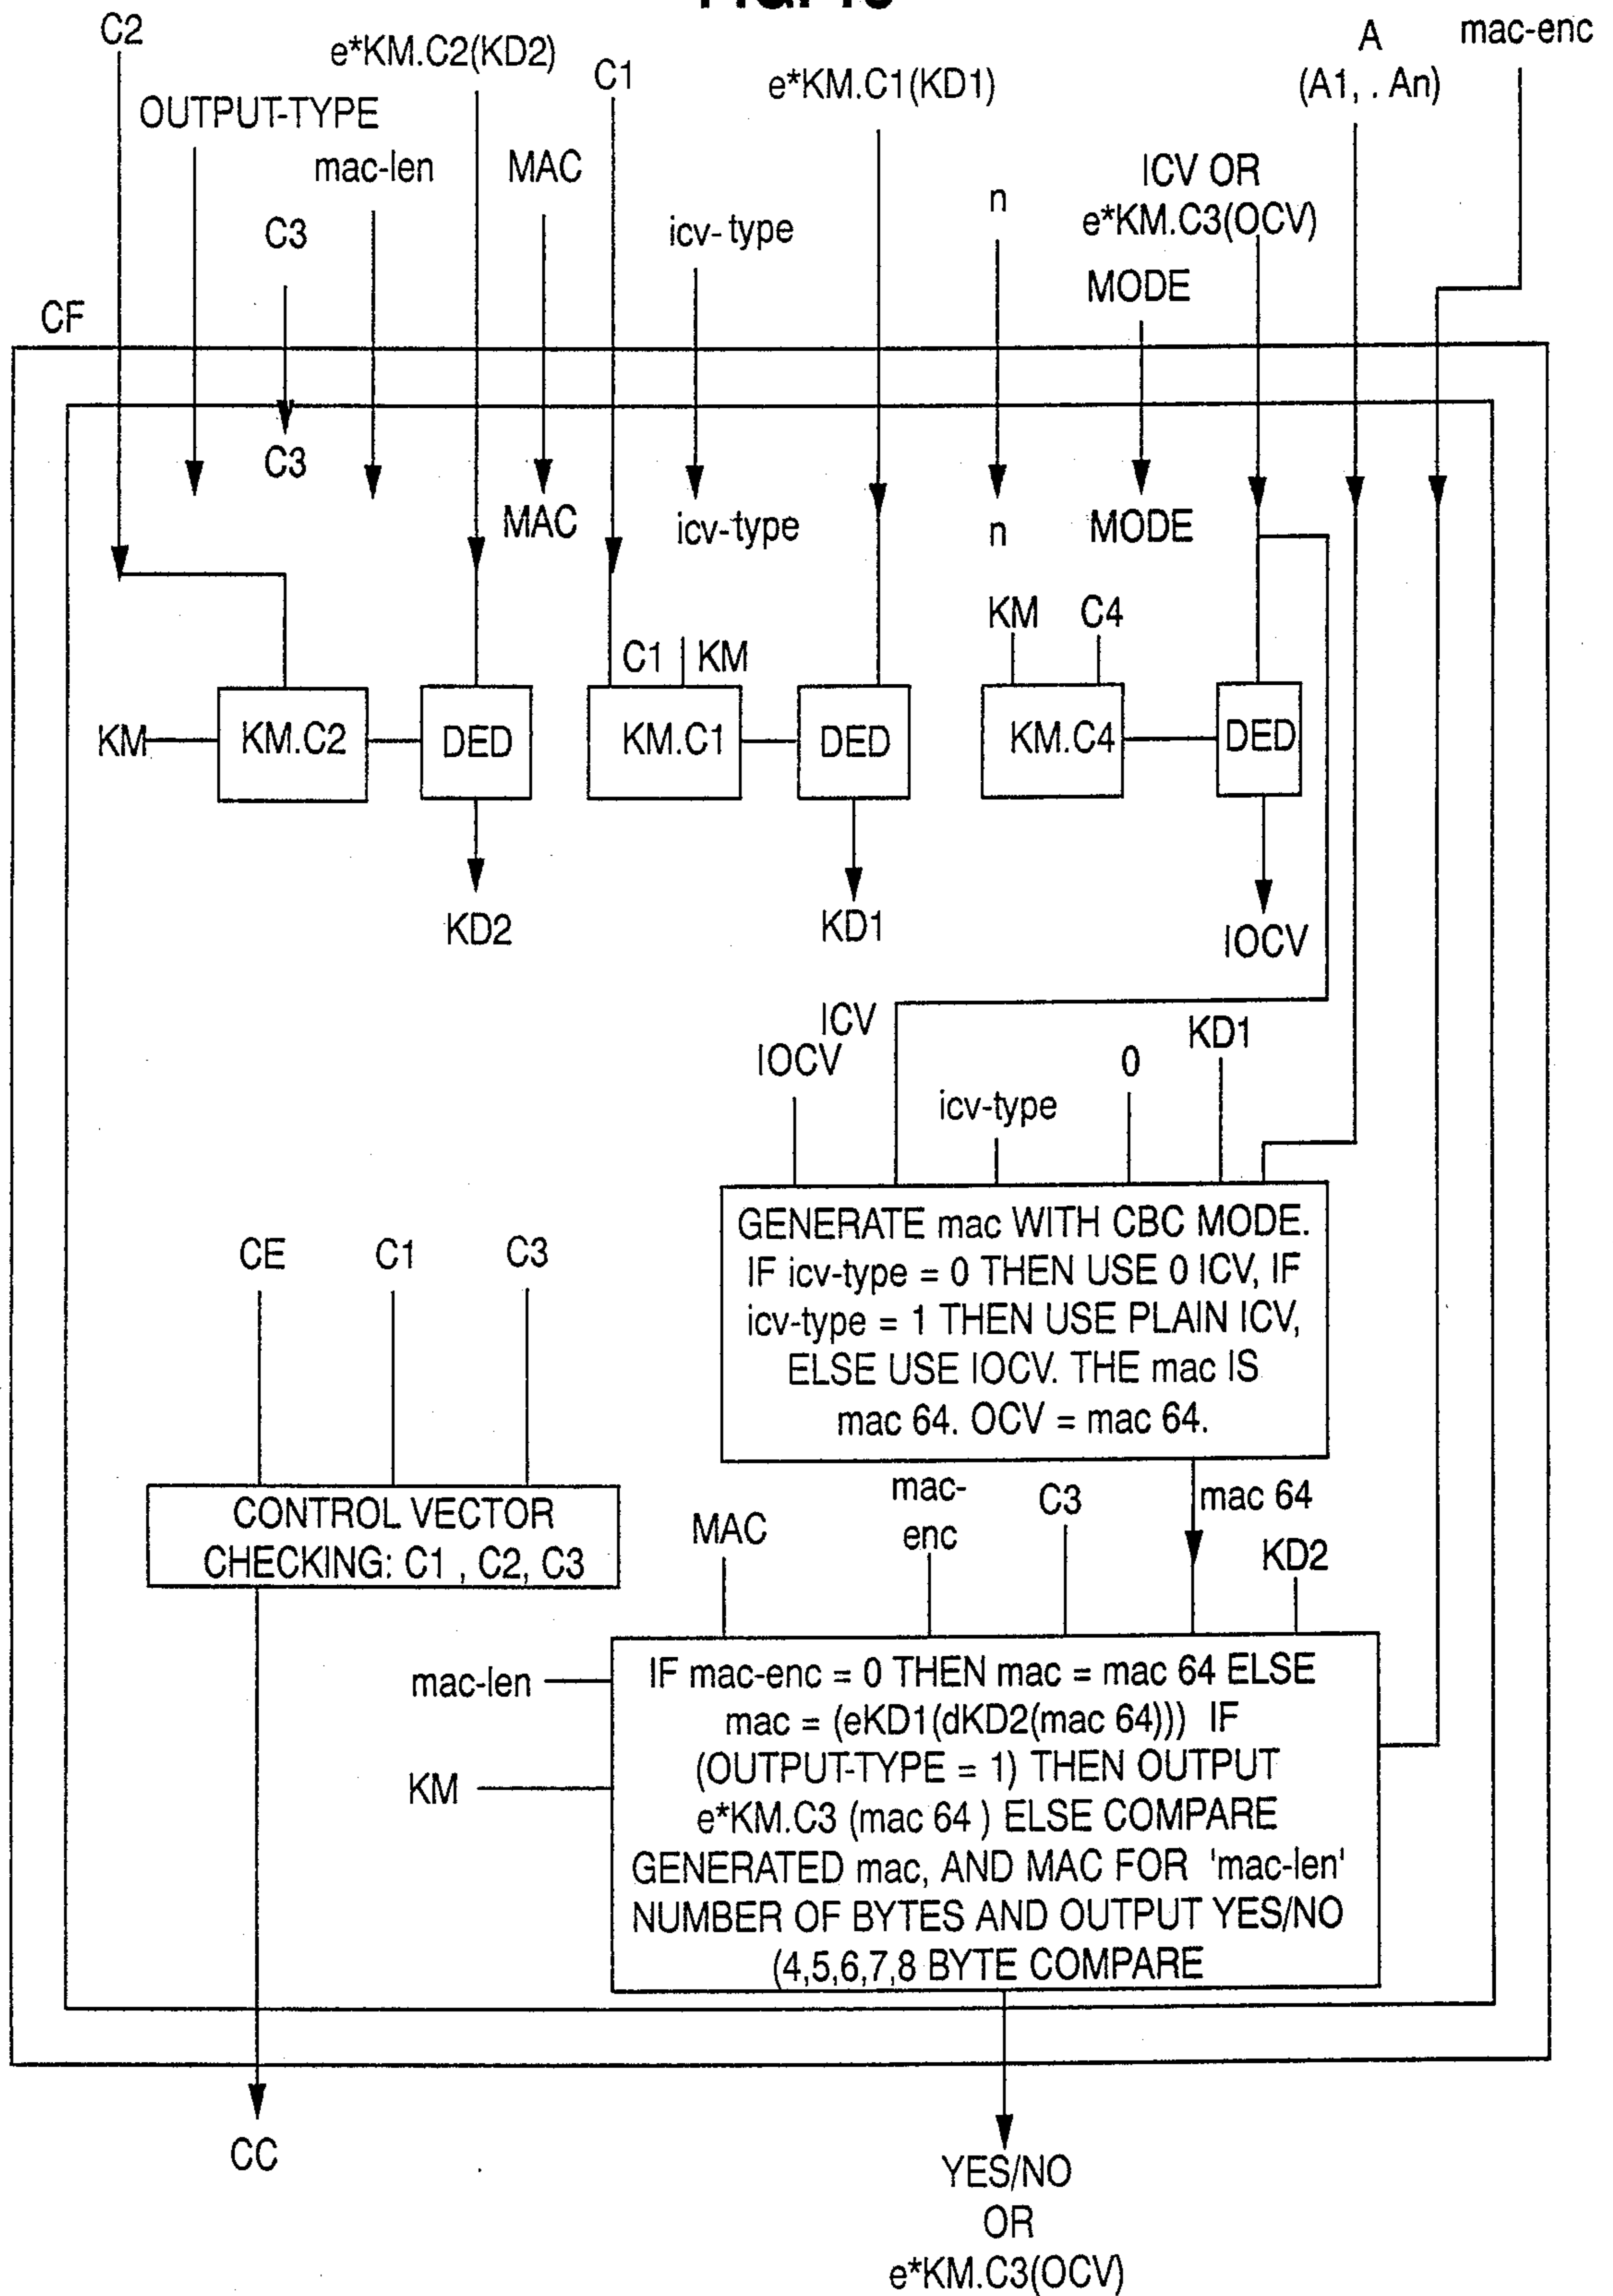 C2
e*KM.C2(KD2)
C1
e*KM.C1(KD1)
A
(A1, . An)
mac-enc
OUTPUT-TYPE
mac-len
MAC
ICV OR
e*KM.C3(OCV)
n
C3
icv-type
MODE
CF
C3
MAC
icv-type
n
MODE
KM
C4
C1
KM
KM
KM.C2
DED
KM.C1
DED
KM.C4
DED
KD2
KD1
IOCV
ICV
IOCV
icv-type
0
KD1
GENERATE mac WITH CBC MODE.
IF icv-type = 0 THEN USE 0 ICV, IF
icv-type = 1 THEN USE PLAIN ICV,
ELSE USE IOCV. THE mac IS
mac 64. OCV = mac 64.
CE
C1
C3
CONTROL VECTOR
CHECKING: C1 , C2, C3
MAC
mac-
enc
C3
mac 64
KD2
mac-len
KM
IF mac-enc = 0 THEN mac = mac 64 ELSE
mac = (eKD1(dKD2(mac 64))) IF
(OUTPUT-TYPE = 1) THEN OUTPUT
e*KM.C3 (mac 64 ) ELSE COMPARE
GENERATED mac, AND MAC FOR 'mac-len'
NUMBER OF BYTES AND OUTPUT YES/NO
(4,5,6,7,8 BYTE COMPARE
CC
YES/NO
OR
e*KM.C3(OCV)